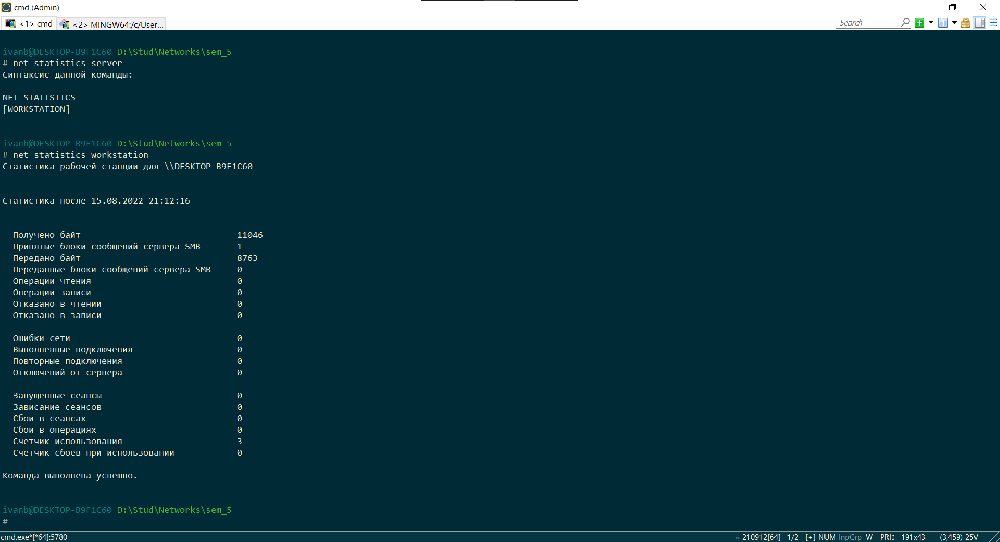 cmd (Admin)
<1> cmd
<2> MINGW64:/c/User...
Search
ivanb@DESKTOP-B9F1C60 D:\Stud\Networks\sem_5
# net statistics server
Синтаксис данной команды:
NET STATISTICS
[WORKSTATION]
ivanb@DESKTOP-B9F1C60 D:\Stud\Networks\sem_5
# net statistics workstation
Статистика рабочей станции для \\DESKTOP-B9F1C60
Статистика после 15.08.2022 21:12:16
Получено байт 11046
Принятые блоки сообщений сервера SMB 1
Передано байт 8763
Переданные блоки сообщений сервера SMB 0
Операции чтения 0
Операции записи 0
Отказано в чтении 0
Отказано в записи 0
Ошибки сети 0
Выполненные подключения 0
Повторные подключения 0
Отключений от сервера 0
Запущенные сеансы 0
Зависание сеансов 0
Сбои в сеансах 0
Сбои в операциях 0
Счетчик использования 3
Счетчик сбоев при использовании 0
Команда выполнена успешно.
ivanb@DESKTOP-B9F1C60 D:\Stud\Networks\sem_5
#
cmd.exe*[*64]:5780 « 210912[64] 1/2 [+] NUM InpGrp W PRI↕ 191x43 (3,459) 25V